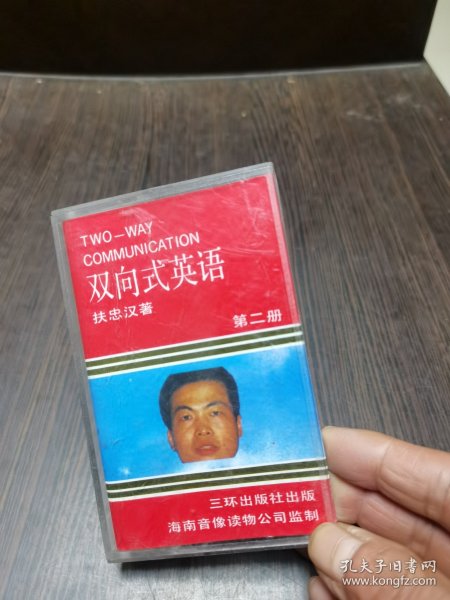 TWO—WAY
COMMUNICATION
双向式英语
扶忠汉著
第二册
三环出版社出版
海南音像读物公司监制
孔夫子旧书网
www.kongfz.com